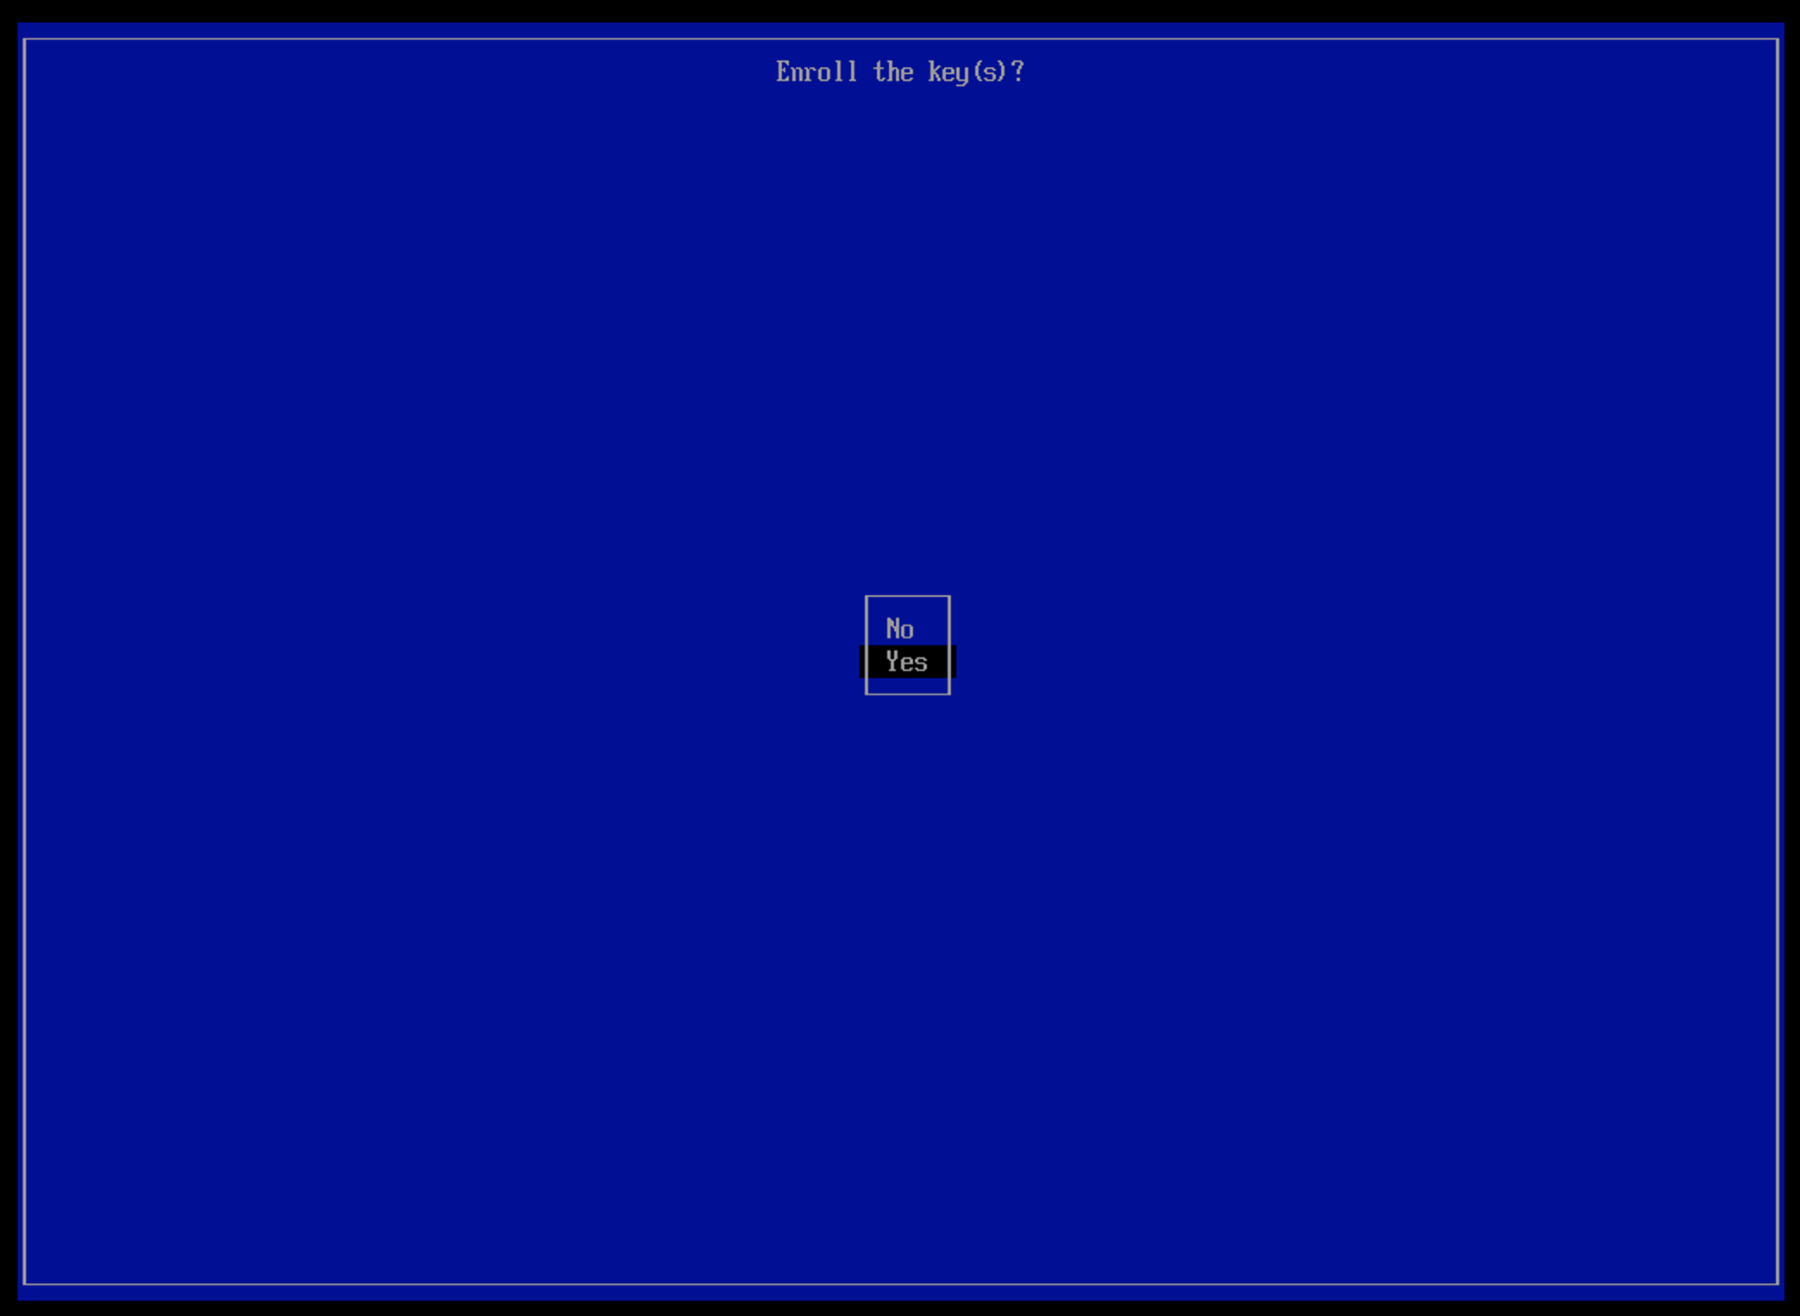 Enroll the key(s)?
No
Yes